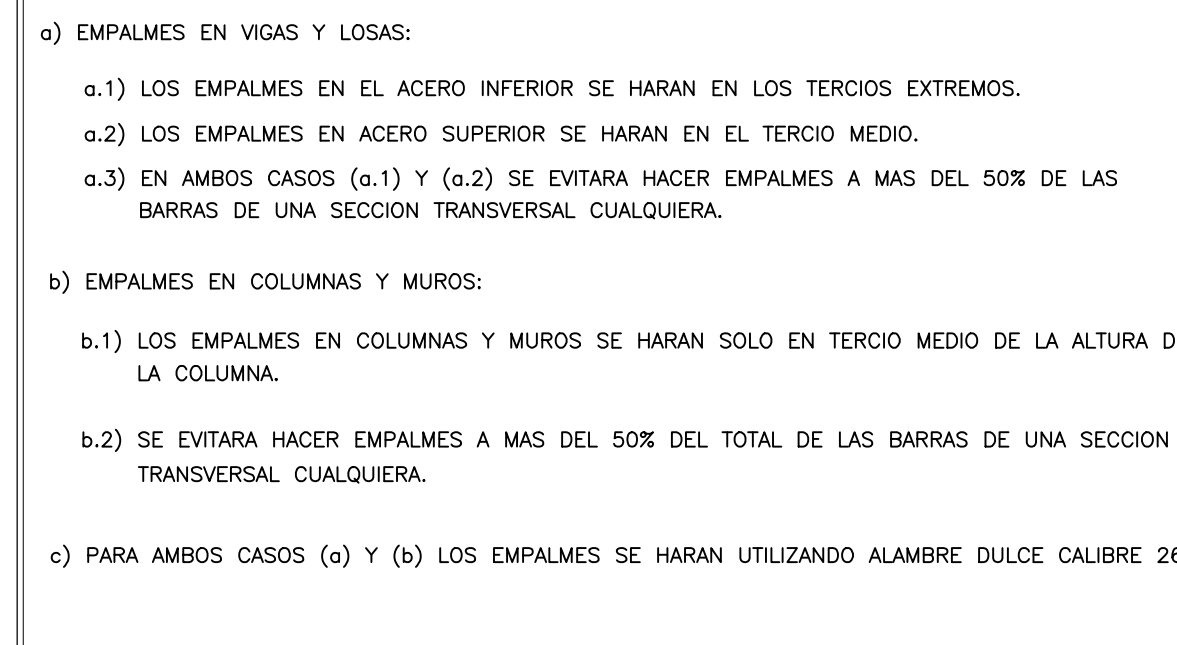 a) EMPALMES EN VIGAS Y LOSAS:
a.1) LOS EMPALMES EN EL ACERO INFERIOR SE HARAN EN LOS TERCIOS EXTREMOS.
a.2) LOS EMPALMES EN ACERO SUPERIOR SE HARAN EN EL TERCIO MEDIO.
a.3) EN AMBOS CASOS (a.1) Y (a.2) SE EVITARA HACER EMPALMES A MAS DEL 50% DE LAS
BARRAS DE UNA SECCION TRANSVERSAL CUALQUIERA.
b) EMPALMES EN COLUMNAS Y MUROS:
b.1) LOS EMPALMES EN COLUMNAS Y MUROS SE HARAN SOLO EN TERCIO MEDIO DE LA ALTURA D
LA COLUMNA.
b.2) SE EVITARA HACER EMPALMES A MAS DEL 50% DEL TOTAL DE LAS BARRAS DE UNA SECCION
TRANSVERSAL CUALQUIERA.
c) PARA AMBOS CASOS (a) Y (b) LOS EMPALMES SE HARAN UTILIZANDO ALAMBRE DULCE CALIBRE 26